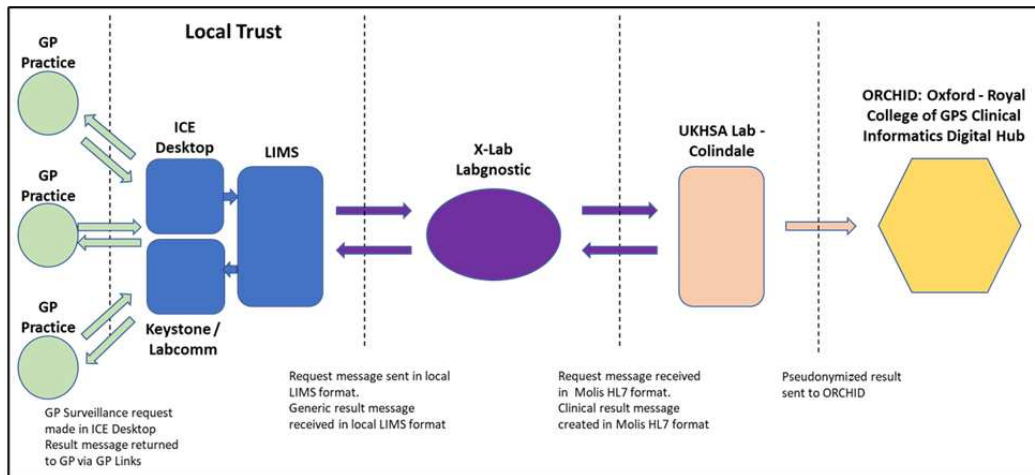 Local Trust
GP
Practice
GP
Practice
GP
Practice
ICE
Desktop
LIMS
Keystone /
Labcomm
X-Lab
Labgnostic
UKHSA Lab -
Colindale
ORCHID: Oxford - Royal
College of GPS Clinical
Informatics Digital Hub
GP Surveillance request
made in ICE Desktop
Result message returned
to GP via GP Links
Request message sent in local
LIMS format.
Generic result message
received in local LIMS format
Request message received
in Molis HL7 format.
Clinical result message
created in Molis HL7 format
Pseudonymized result
sent to ORCHID